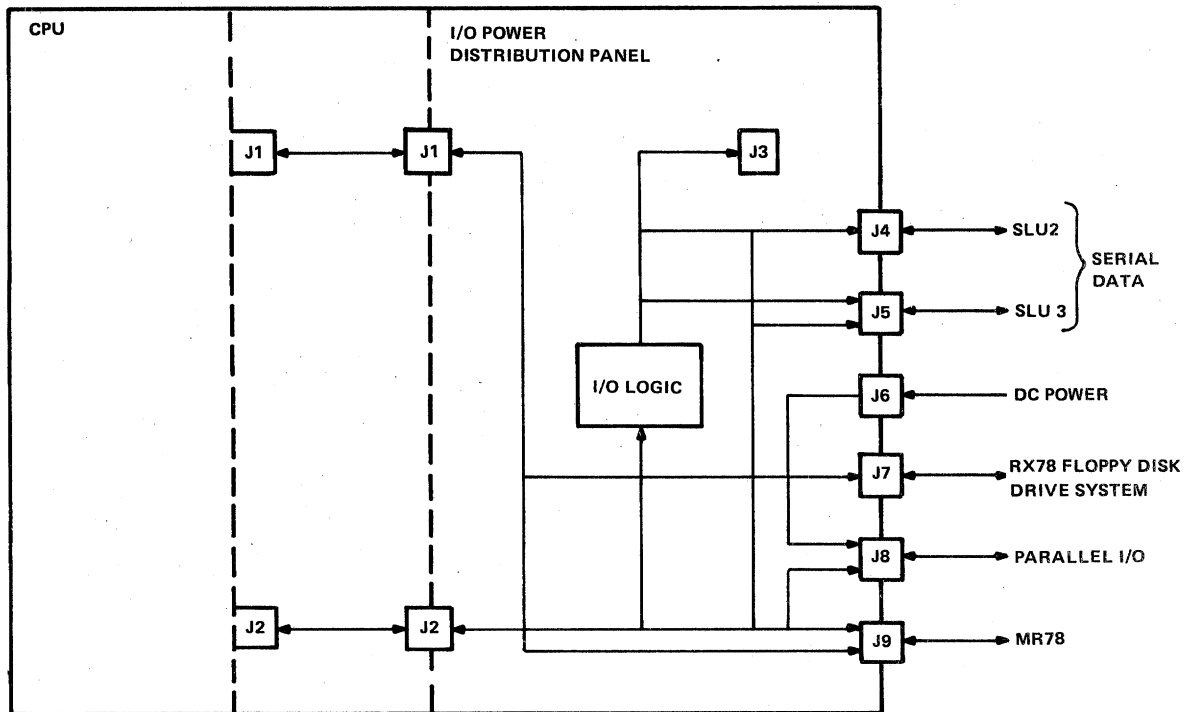 CPU
I/O POWER
DISTRIBUTION PANEL
J1
J1
J3
J4
SLU2
SERIAL
DATA
J5
SLU 3
I/O LOGIC
J6
DC POWER
J7
RX78 FLOPPY DISK
DRIVE SYSTEM
J8
PARALLEL I/O
J2
J2
J9
MR78